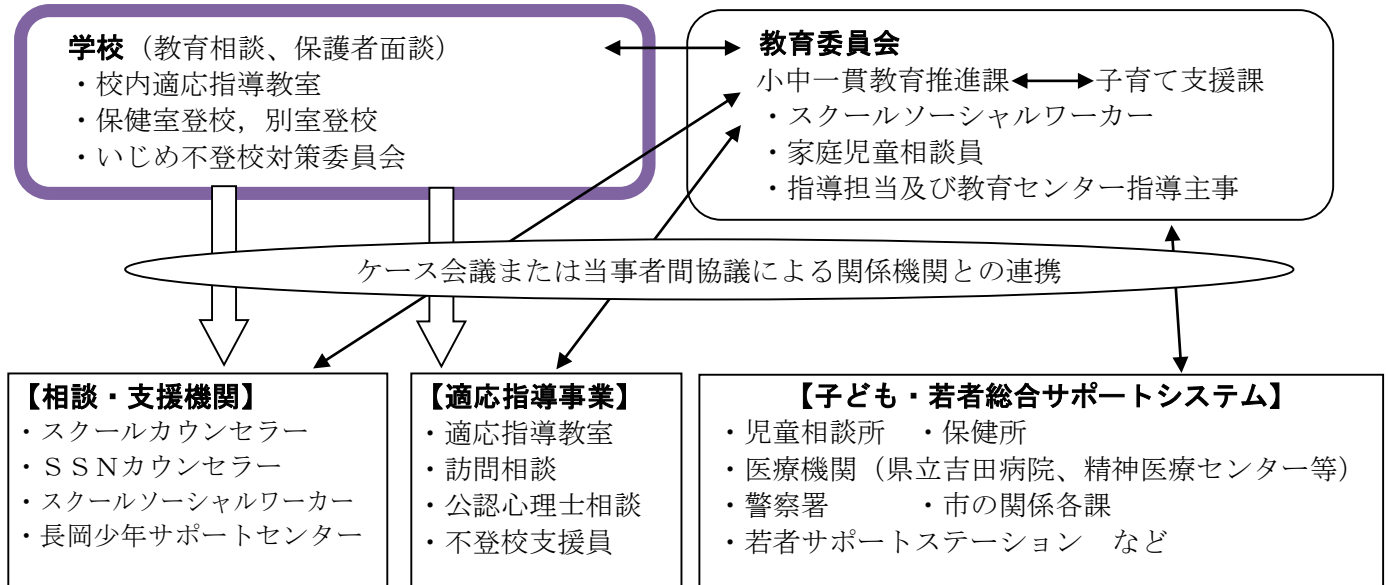 学校（教育相談、保護者面談）
・校内適応指導教室
・保健室登校，別室登校
・いじめ不登校対策委員会
教育委員会
小中一貫教育推進課 子育て支援課
・スクールソーシャルワーカー
・家庭児童相談員
・指導担当及び教育センター指導主事
ケース会議または当事者間協議による関係機関との連携
【相談・支援機関】
・スクールカウンセラー
・ＳＳＮカウンセラー
・スクールソーシャルワーカー
・長岡少年サポートセンター
【適応指導事業】
・適応指導教室
・訪問相談
・公認心理士相談
・不登校支援員
【子ども・若者総合サポートシステム】
・児童相談所　・保健所
・医療機関（県立吉田病院、精神医療センター等）
・警察署　　　・市の関係各課
・若者サポートステーション　など